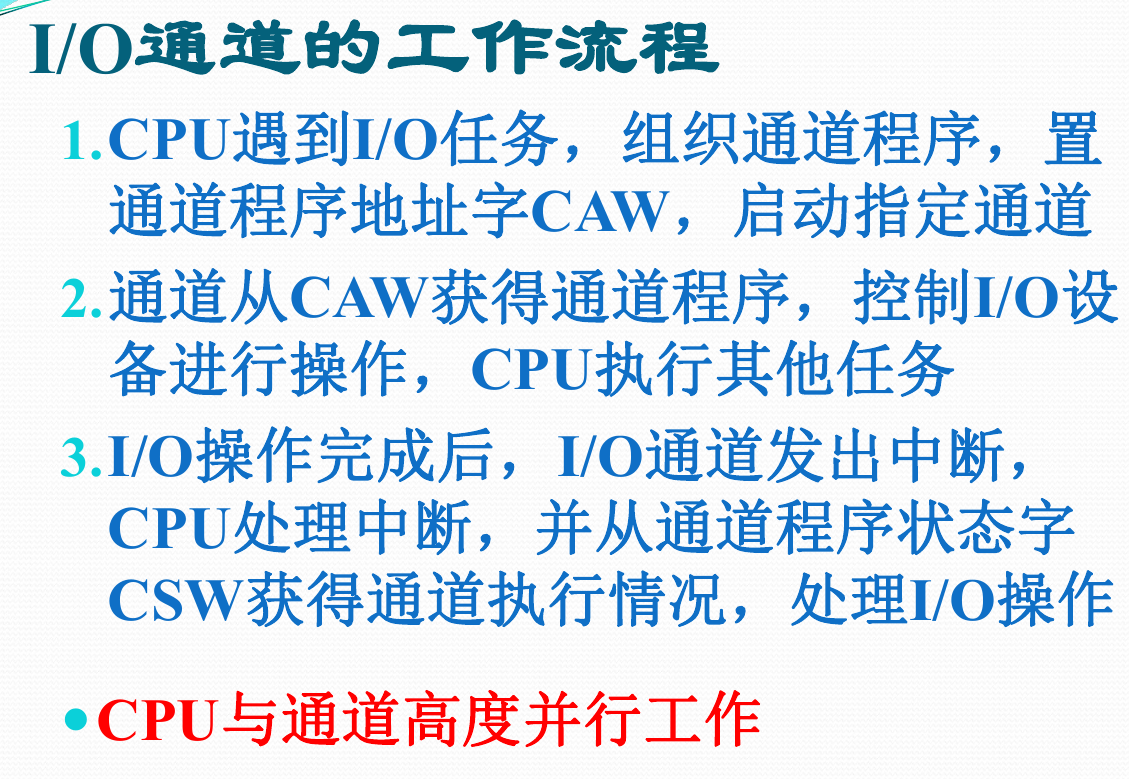 I/O通道的工作流程
1.CPU遇到I/O任务，组织通道程序，置
通道程序地址字CAW，启动指定通道
2.通道从CAW获得通道程序，控制I/O设
备进行操作，CPU执行其他任务
3.I/O操作完成后，I/O通道发出中断，
CPU处理中断，并从通道程序状态字
CSW获得通道执行情况，处理I/O操作
•CPU与通道高度并行工作